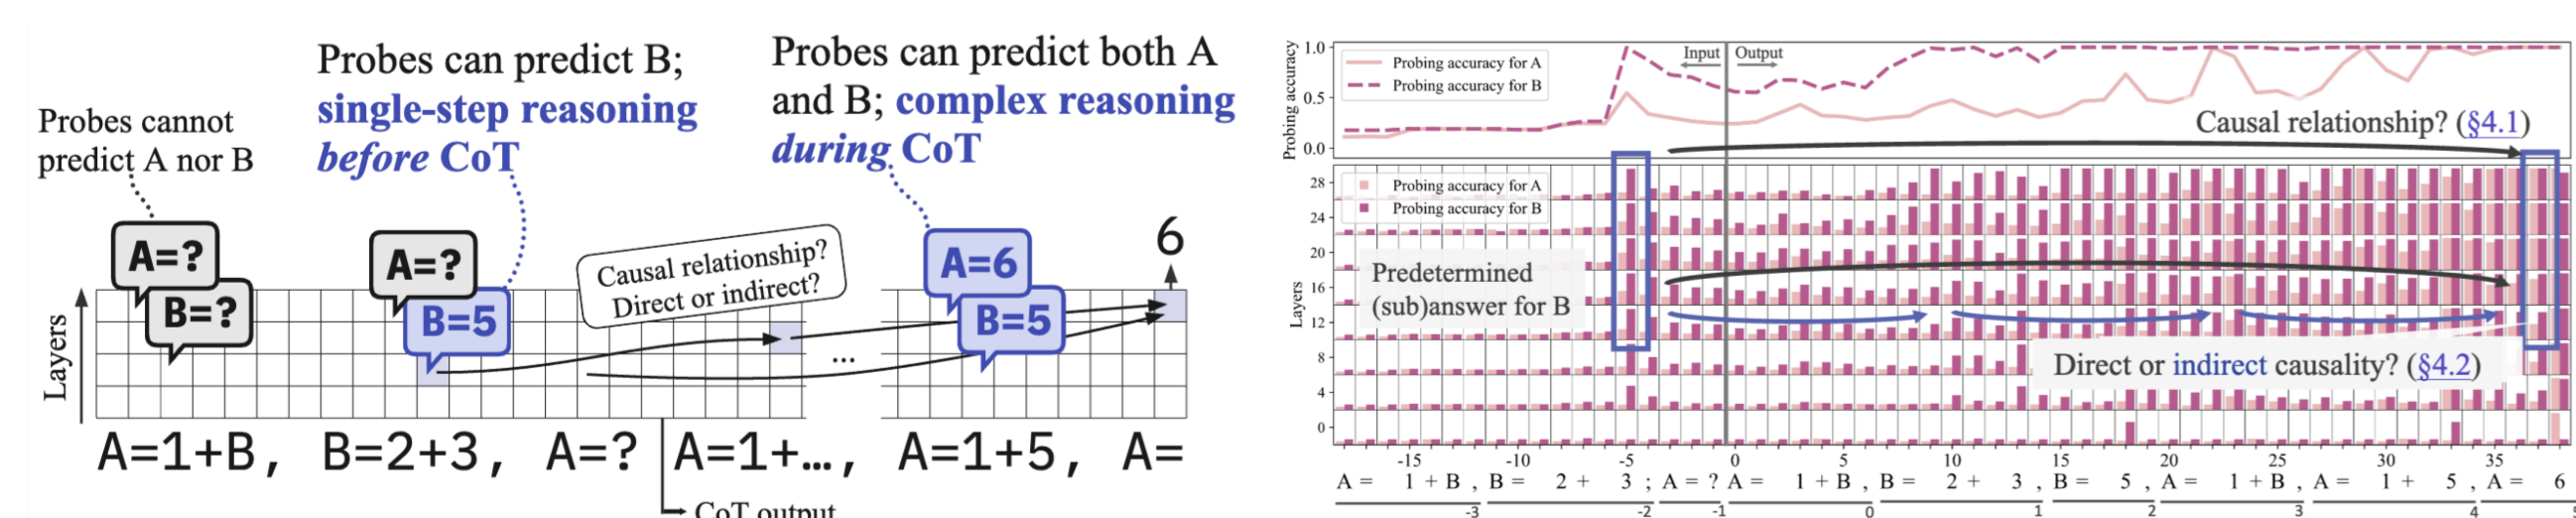 Probes cannot
predict A nor B
Probes can predict B;
single-step reasoning
before CoT
Probes can predict both A
and B; complex reasoning
during CoT
A=?
B=?
A=?
B=5
Causal relationship?
Direct or indirect?
A=6
B=5
6
...
Layers
A=1+B, B=2+3, A=? A=1+…, A=1+5, A=
CoT output
Probing accuracy
1.0
0.5
0.0
Probing accuracy for A
Probing accuracy for B
Input
Output
Causal relationship? (§4.1)
Layers
28
24
20
16
12
8
4
0
Probing accuracy for A
Probing accuracy for B
Predetermined
(sub)answer for B
Direct or indirect causality? (§4.2)
-15 -10 -5 0 5 10 15 20 25 30 35
A = 1 + B , B = 2 + 3 ; A = ? A = 1 + B , B = 2 + 3 , B = 5 , A = 1 + B , A = 1 + 5 , A = 6
-3 -2 -1 0 1 2 3 4